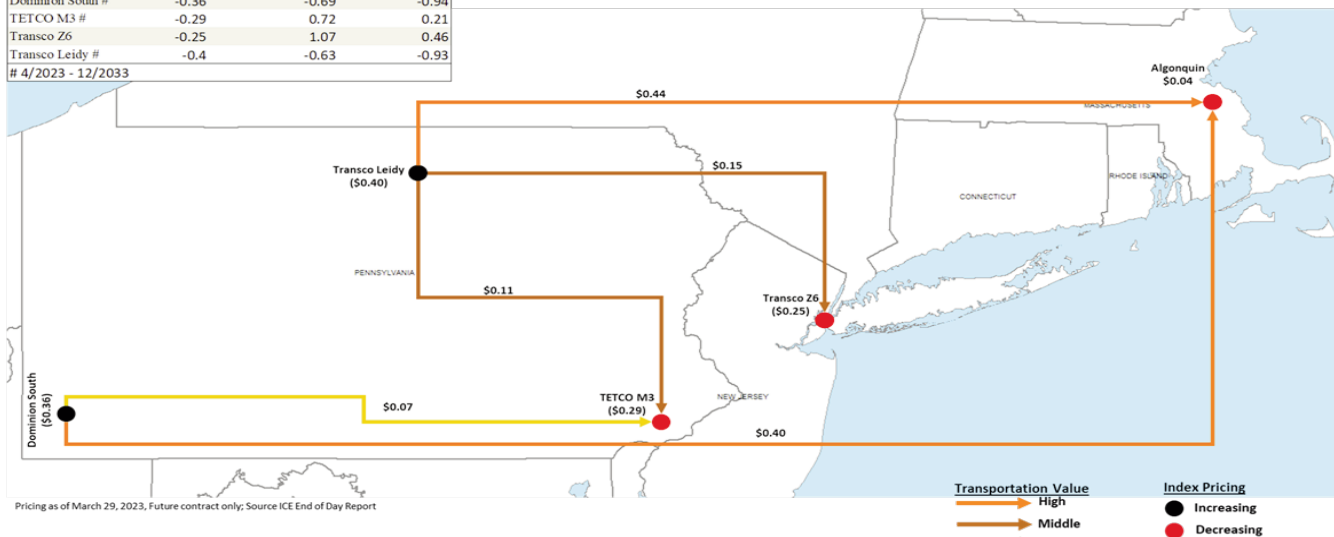 Dominion South # -0.36 -0.69 -0.94
TETCO M3 # -0.29 0.72 0.21
Transco Z6 -0.25 1.07 0.46
Transco Leidy # -0.4 -0.63 -0.93
# 4/2023 - 12/2033
Algonquin
$0.04
$0.44
MASSACHUSETTS
Transco Leidy
($0.40)
$0.15
RHODE ISLAND
CONNECTICUT
PENNSYLVANIA
$0.11
Transco Z6
($0.25)
Dominion South
($0.36)
$0.07
TETCO M3
($0.29)
NEW JERSEY
$0.40
Pricing as of March 29, 2023, Future contract only; Source ICE End of Day Report
Transportation Value
High
Middle
Index Pricing
Increasing
Decreasing